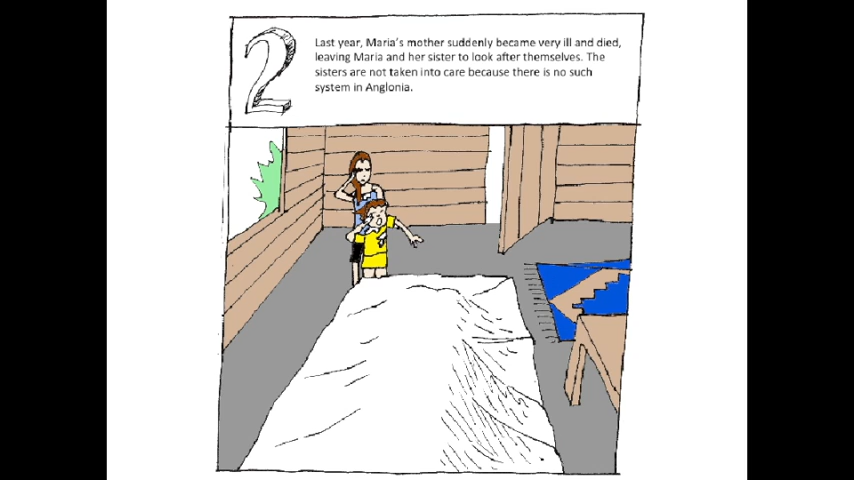 2
Last year, Maria's mother suddenly became very ill and died,
leaving Maria and her sister to look after themselves. The
sisters are not taken into care because there is no such
system in Anglonia.